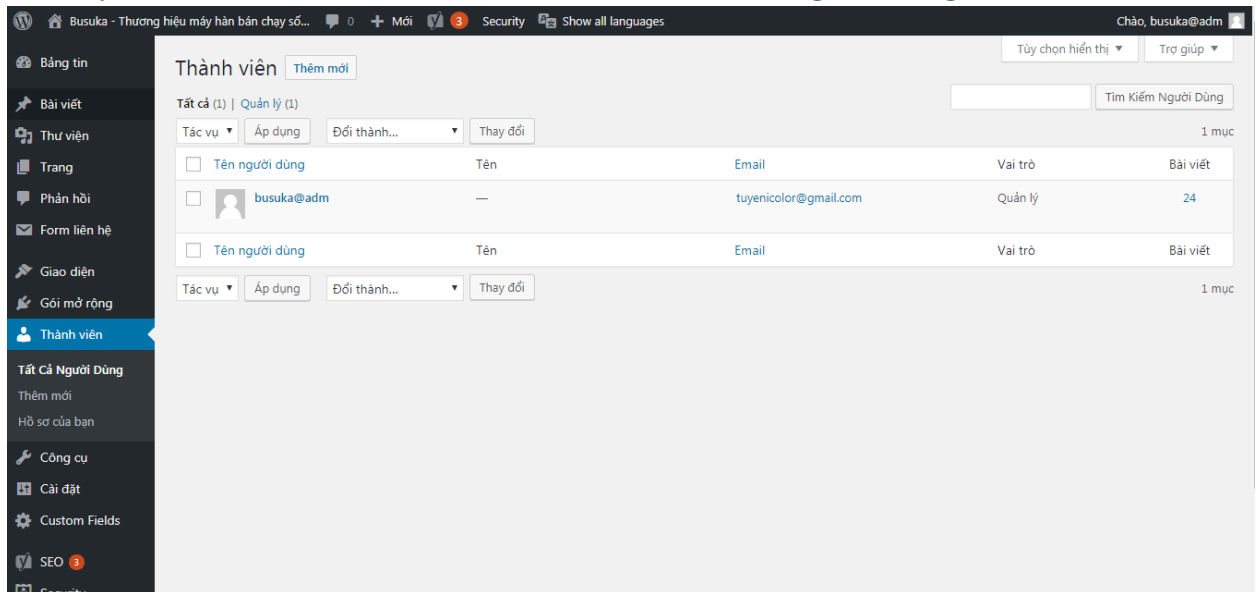 Busuka - Thương hiệu máy hàn bán chạy số... 0 + Mới 3 Security Show all languages Chào, busuka@adm
Bảng tin
Bài viết
Thư viện
Trang
Phản hồi
Form liên hệ
Giao diện
Gói mở rộng
Thành viên
Tất Cả Người Dùng
Thêm mới
Hồ sơ của bạn
Công cụ
Cài đặt
Custom Fields
SEO 3
Security
Tùy chọn hiển thị ▼ Trợ giúp ▼
Thành viên Thêm mới
Tất cả (1) | Quản lý (1) Tìm Kiếm Người Dùng
Tác vụ ▼ Áp dụng Đổi thành... ▼ Thay đổi 1 mục
Tên người dùng Tên Email Vai trò Bài viết
busuka@adm — tuyenicolor@gmail.com Quản lý 24
Tên người dùng Tên Email Vai trò Bài viết
Tác vụ ▼ Áp dụng Đổi thành... ▼ Thay đổi 1 mục